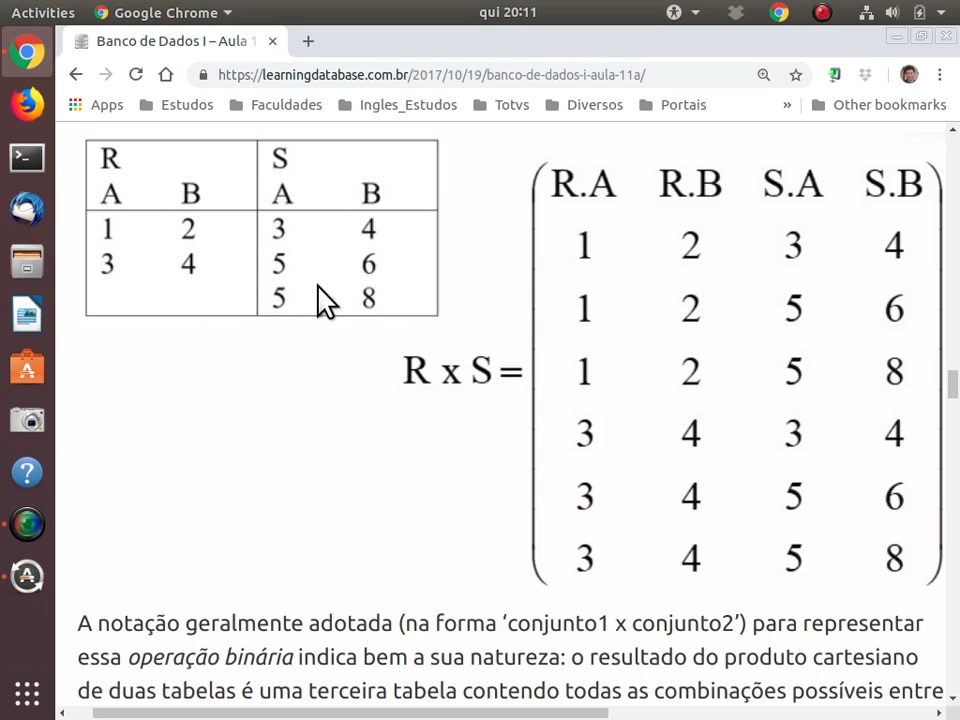 Activities Google Chrome qui 20:11
Banco de Dados I – Aula 1
https://learningdatabase.com.br/2017/10/19/banco-de-dados-i-aula-11a/
Apps Estudos Faculdades Ingles_Estudos Totvs Diversos Portais » Other bookmarks
R S
A B A B
1 2 3 4
3 4 5 6
5 8
R x S =
R.A R.B S.A S.B
1 2 3 4
1 2 5 6
1 2 5 8
3 4 3 4
3 4 5 6
3 4 5 8
A notação geralmente adotada (na forma ‘conjunto1 x conjunto2’) para representar
essa operação binária indica bem a sua natureza: o resultado do produto cartesiano
de duas tabelas é uma terceira tabela contendo todas as combinações possíveis entre